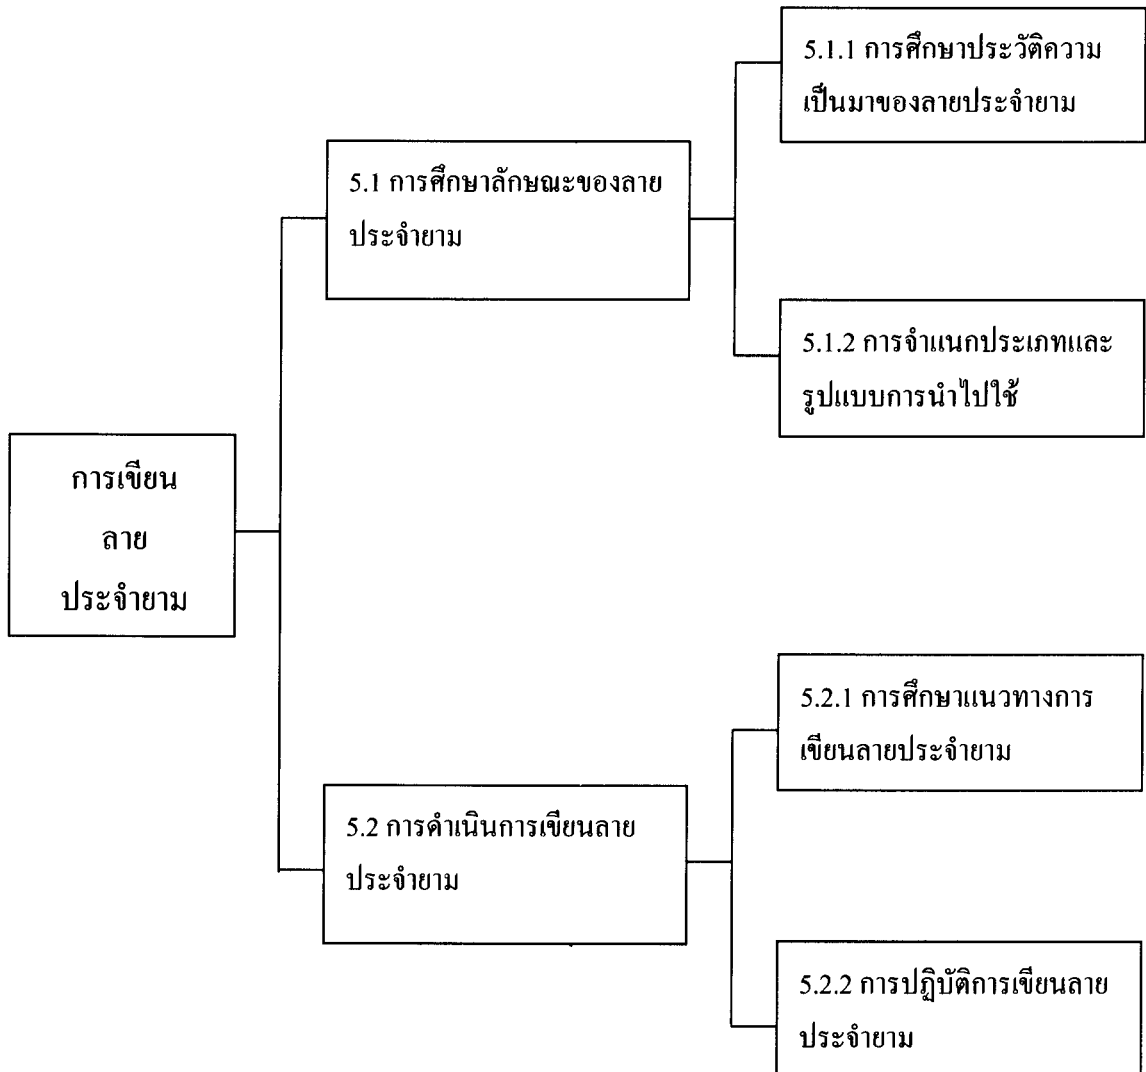 5.1.1 การศึกษาประวัติความ
เป็นมาของลายประจำยาม
5.1 การศึกษาลักษณะของลาย
ประจำยาม
5.1.2 การจำแนกประเภทและ
รูปแบบการนำไปใช้
การเขียน
ลาย
ประจำยาม
5.2.1 การศึกษาแนวทางการ
เขียนลายประจำยาม
5.2 การดำเนินการเขียนลาย
ประจำยาม
5.2.2 การปฏิบัติการเขียนลาย
ประจำยาม